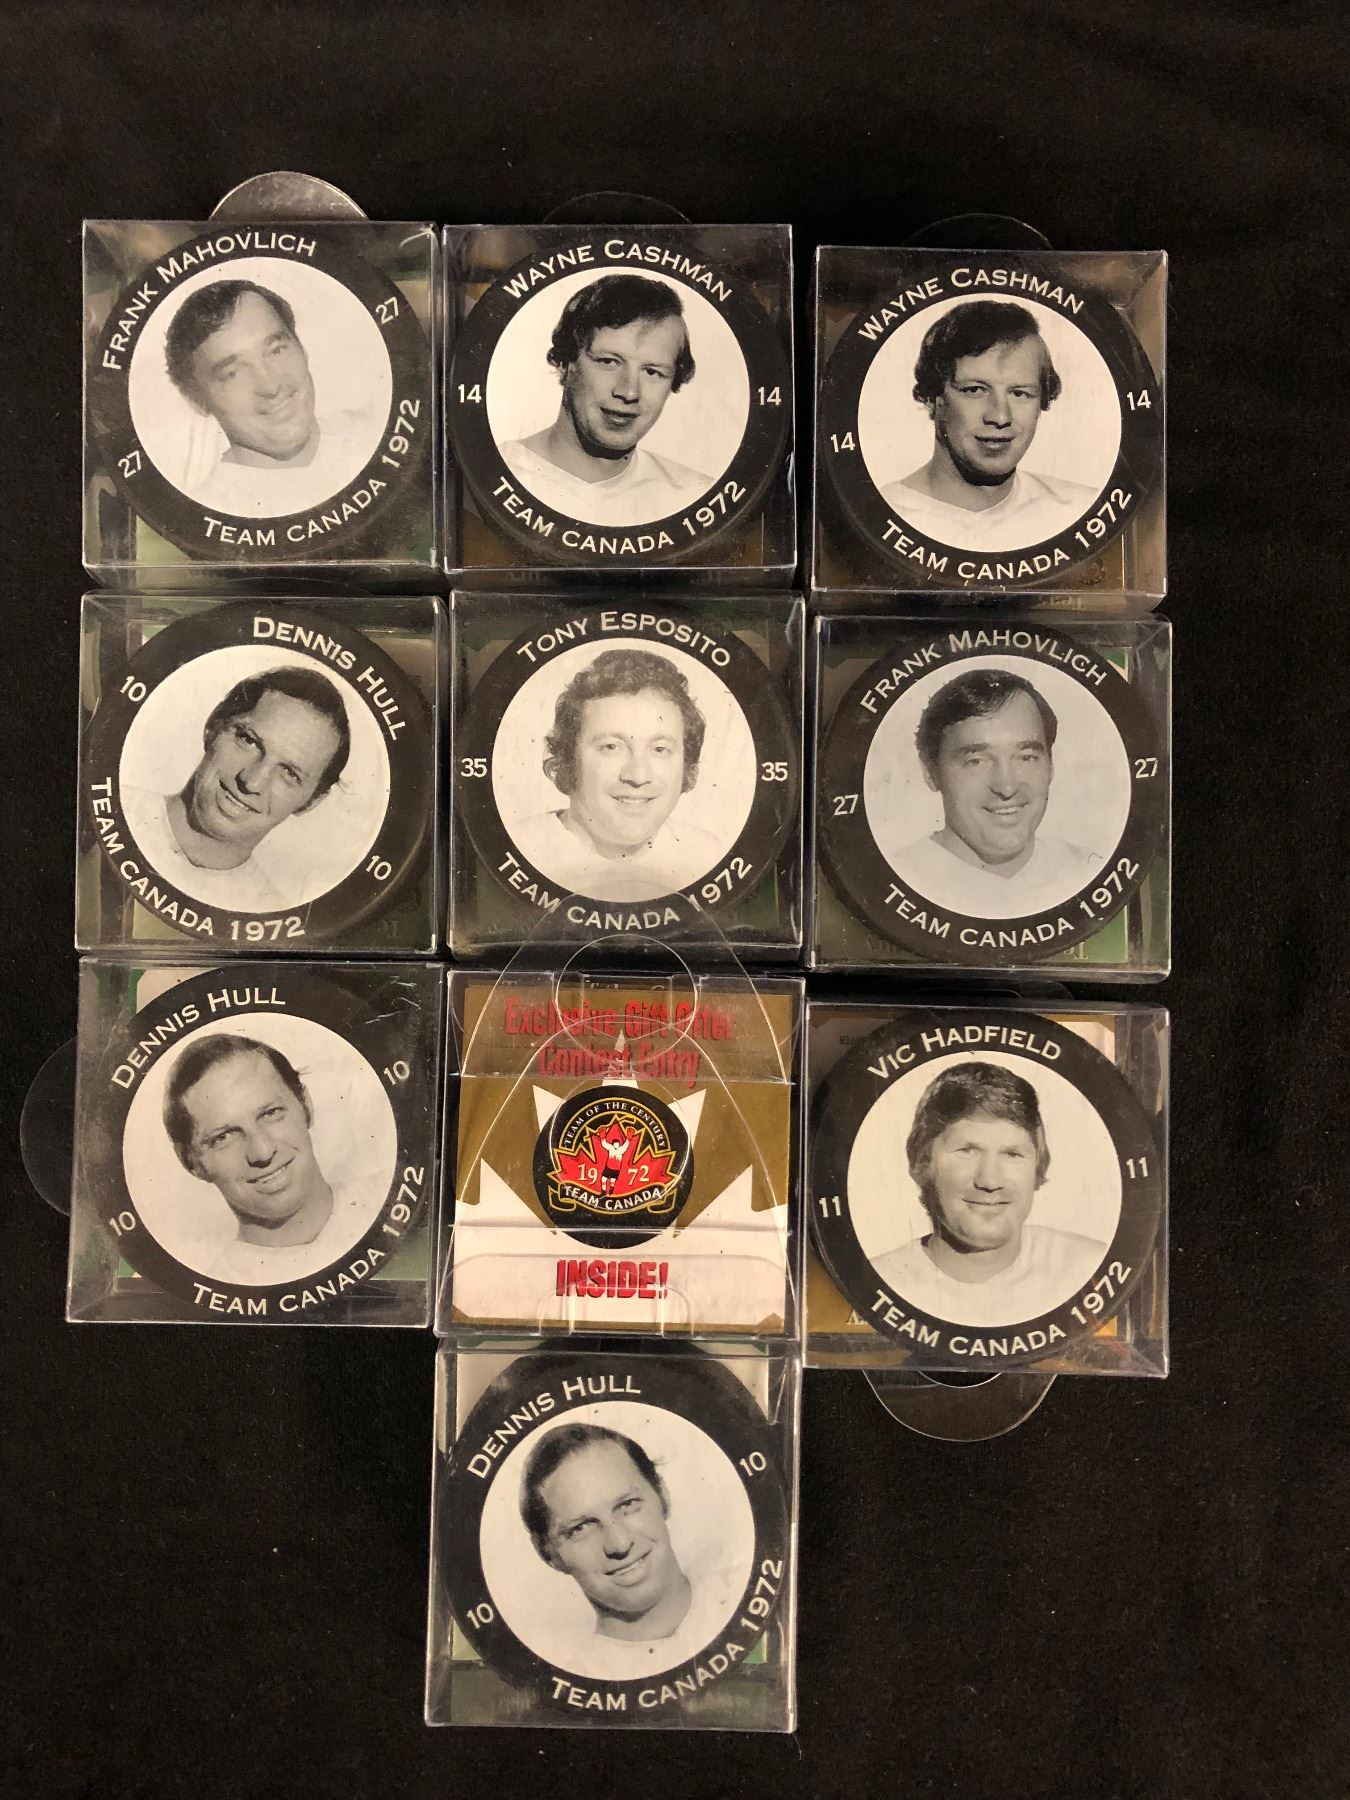 FRANK MAHOVLICH
27
27
TEAM CANADA 1972
WAYNE CASHMAN
14
14
TEAM CANADA 1972
WAYNE CASHMAN
14
14
TEAM CANADA 1972
DENNIS HULL
10
10
TEAM CANADA 1972
TONY ESPOSITO
35
35
TEAM CANADA 1972
FRANK MAHOVLICH
27
27
TEAM CANADA 1972
DENNIS HULL
10
10
TEAM CANADA 1972
Exclusive Gift Offer
Contest Entry
TEAM OF THE CENTURY
1972
TEAM CANADA
INSIDE!
VIC HADFIELD
11
11
TEAM CANADA 1972
DENNIS HULL
10
10
TEAM CANADA 1972